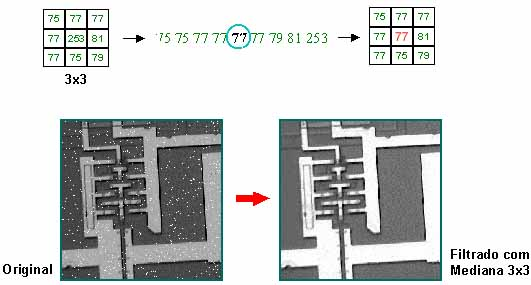 75 77 77
77 253 81
77 75 79
3x3
75 75 77 77 77 77 79 81 253
75 77 77
77 77 81
77 75 79
Original
Filtrado com
Mediana 3x3